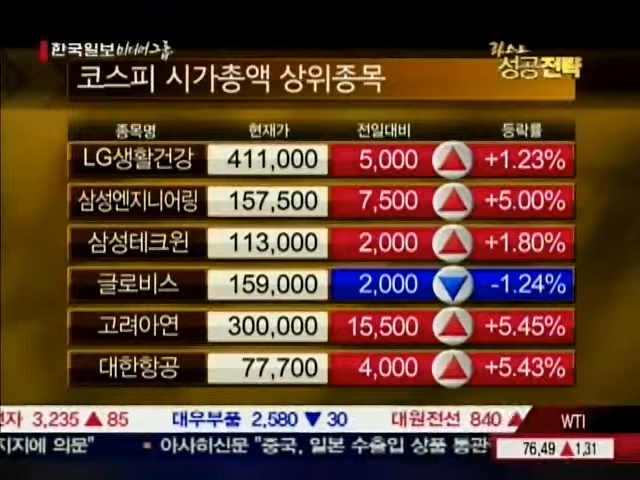 한국일보 미디어그룹
성공전략
코스피 시가총액 상위종목
종목명 현재가 전일대비 등락률
LG생활건강 411,000 5,000 ▲ +1.23%
삼성엔지니어링 157,500 7,500 ▲ +5.00%
삼성테크윈 113,000 2,000 ▲ +1.80%
글로비스 159,000 2,000 ▼ -1.24%
고려아연 300,000 15,500 ▲ +5.45%
대한항공 77,700 4,000 ▲ +5.43%
전자 3,235 ▲ 85 대우부품 2,580 ▼ 30 대원전선 840 ▲ WTI
지지에 의문" 아사히신문 "중국, 일본 수출입 상품 통관 76,49 ▲ 1,31